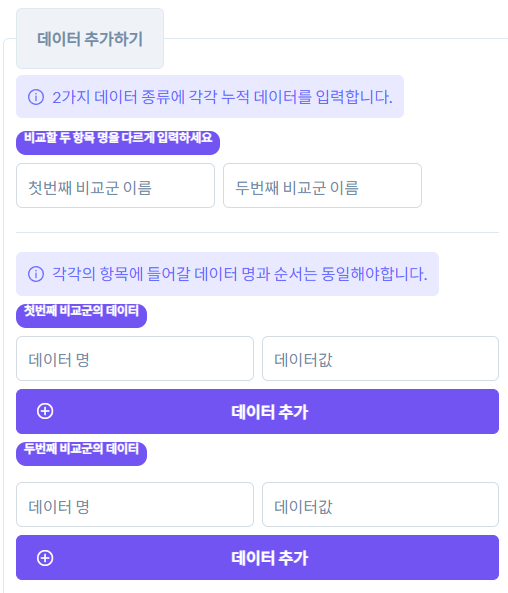 데이터 추가하기
2가지 데이터 종류에 각각 누적 데이터를 입력합니다.
비교할 두 항목 명을 다르게 입력하세요
첫번째 비교군 이름 두번째 비교군 이름
각각의 항목에 들어갈 데이터 명과 순서는 동일해야합니다.
첫번째 비교군의 데이터
데이터 명 데이터값
데이터 추가
두번째 비교군의 데이터
데이터 명 데이터값
데이터 추가